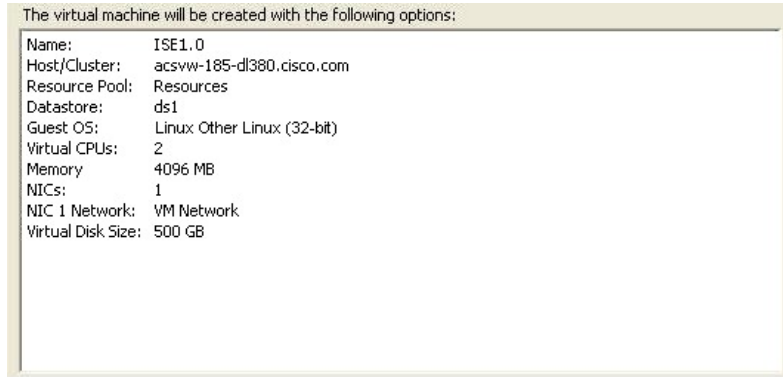 The virtual machine will be created with the following options:
Name: ISE1.0
Host/Cluster: acsvw-185-dl380.cisco.com
Resource Pool: Resources
Datastore: ds1
Guest OS: Linux Other Linux (32-bit)
Virtual CPUs: 2
Memory 4096 MB
NICs: 1
NIC 1 Network: VM Network
Virtual Disk Size: 500 GB